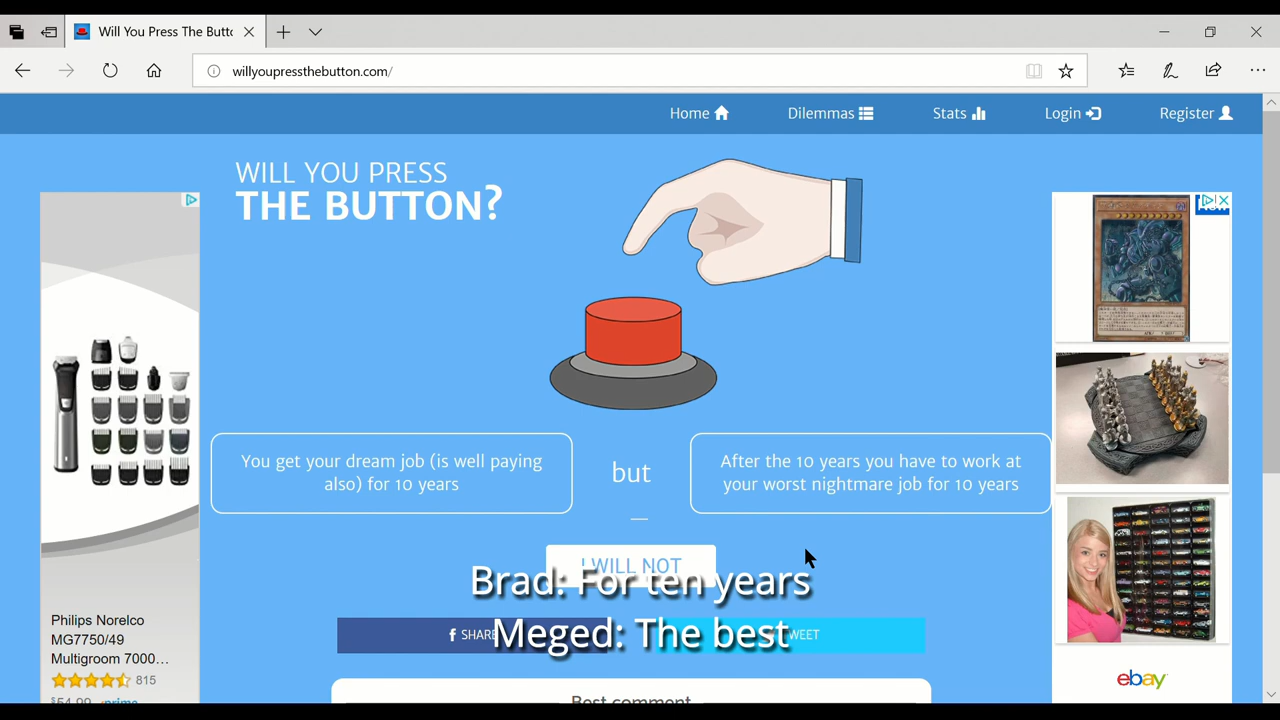 Will You Press The Butto
willyoupressthebutton.com/
Home
Dilemmas
Stats
Login
Register
WILL YOU PRESS
THE BUTTON?
You get your dream job (is well paying
also) for 10 years
but
After the 10 years you have to work at
your worst nightmare job for 10 years
I WILL NOT
Brad: For ten years
SHARE
Meged: The best
TWEET
Best comment
Philips Norelco
MG7750/49
Multigroom 7000...
815
$54.99 prime
ebay